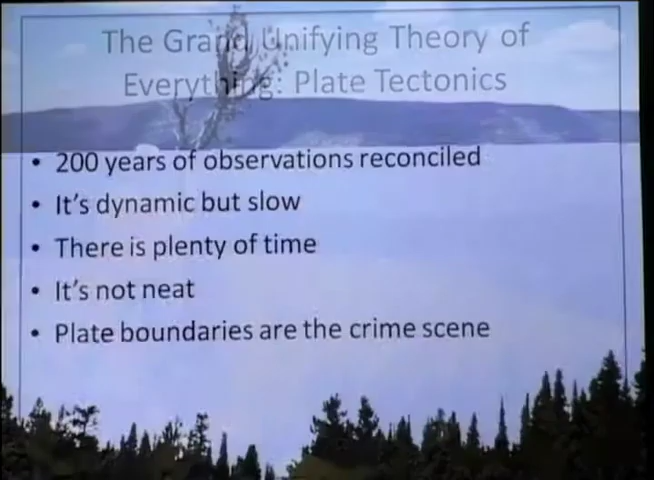 The Grand Unifying Theory of
Everything: Plate Tectonics
• 200 years of observations reconciled
• It's dynamic but slow
• There is plenty of time
• It's not neat
• Plate boundaries are the crime scene